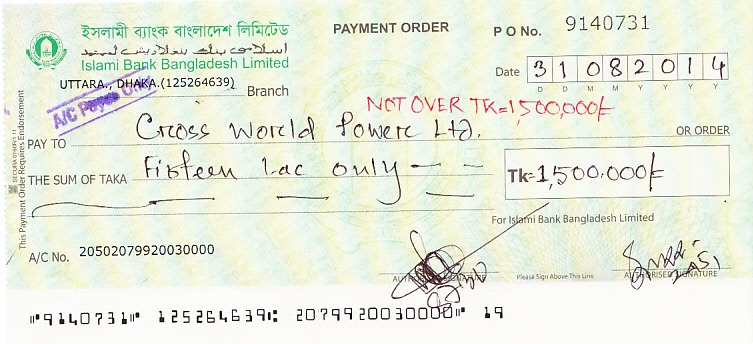 ইসলামী ব্যাংক বাংলাদেশ লিমিটেড
Islami Bank Bangladesh Limited
PAYMENT ORDER
P O No. 9140731
UTTARA., DHAKA.(125264639)
Branch
Date 31082014
D D M M Y Y Y Y
A/C Payee Only
NOT OVER TK=1,500,000/-
PAY TO Cross World Power Ltd. OR ORDER
THE SUM OF TAKA Fifteen Lac only
Tk=1,500,000/-
For Islami Bank Bangladesh Limited
A/C No. 20502079920030000
AUTHORISED SIGNATURE
Please Sign Above This Line
AUTHORISED SIGNATURE
This Payment Order Requires Endorsement
⑈9140731⑈ 125264639⑆ 2079920030000⑈ 19